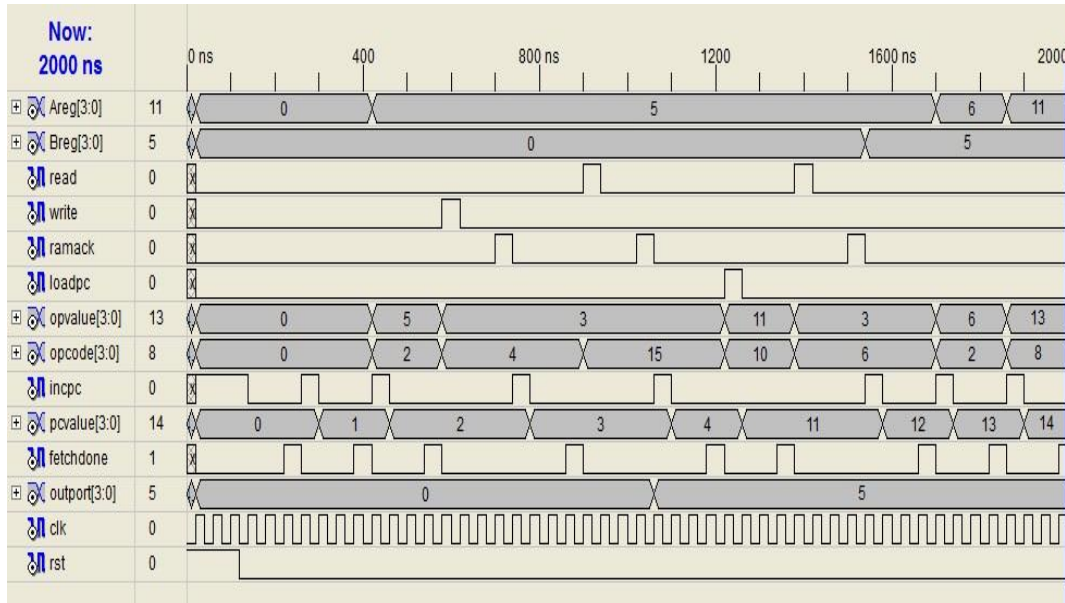 Now:
2000 ns
0 ns 400 800 ns 1200 1600 ns 2000
Areg[3:0] 11 0 5 6 11
Breg[3:0] 5 0 5
read 0 x
write 0 x
ramack 0 x
loadpc 0 x
opvalue[3:0] 13 0 5 3 11 3 6 13
opcode[3:0] 8 0 2 4 15 10 6 2 8
incpc 0 x
pcvalue[3:0] 14 0 1 2 3 4 11 12 13 14
fetchdone 1 x
outport[3:0] 5 0 5
clk 0
rst 0